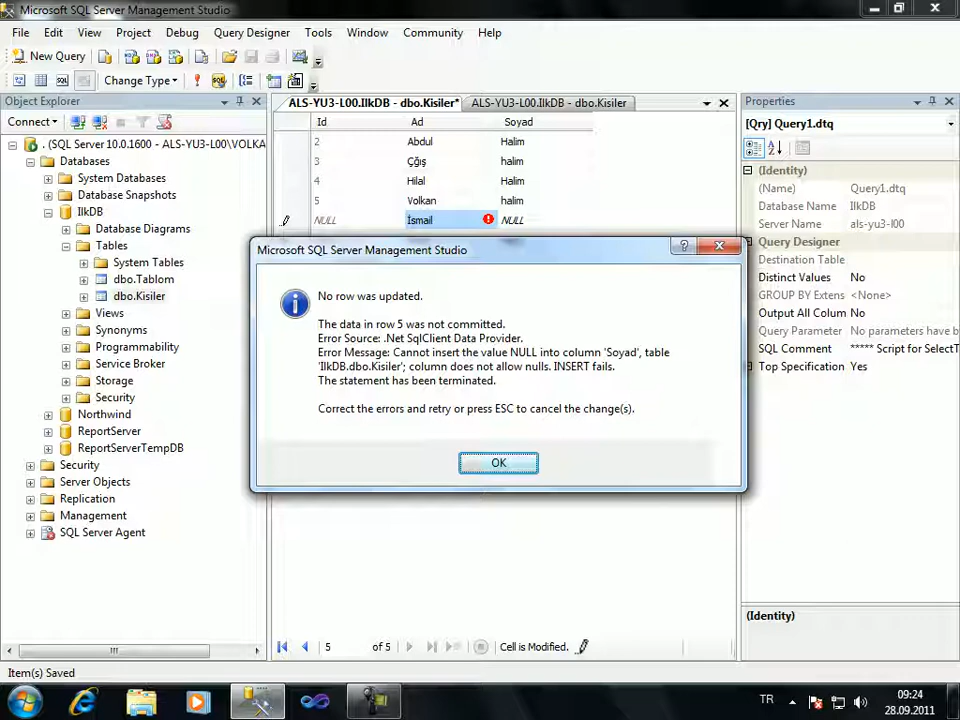 Microsoft SQL Server Management Studio
File Edit View Project Debug Query Designer Tools Window Community Help
New Query
Change Type
Object Explorer
Connect
. (SQL Server 10.0.1600 - ALS-YU3-L00\VOLKA
Databases
System Databases
Database Snapshots
IlkDB
Database Diagrams
Tables
System Tables
dbo.Tablom
dbo.Kisiler
Views
Synonyms
Programmability
Service Broker
Storage
Security
Northwind
ReportServer
ReportServerTempDB
Security
Server Objects
Replication
Management
SQL Server Agent
ALS-YU3-L00.IlkDB - dbo.Kisiler* ALS-YU3-L00.IlkDB - dbo.Kisiler
Id Ad Soyad
2 Abdul Halim
3 Çğış halim
4 Hilal Halim
5 Volkan halim
NULL İsmail NULL
Microsoft SQL Server Management Studio
No row was updated.
The data in row 5 was not committed.
Error Source: .Net SqlClient Data Provider.
Error Message: Cannot insert the value NULL into column 'Soyad', table
'IlkDB.dbo.Kisiler'; column does not allow nulls. INSERT fails.
The statement has been terminated.
Correct the errors and retry or press ESC to cancel the change(s).
OK
5 of 5 Cell is Modified.
Properties
[Qry] Query1.dtq
(Identity)
(Name) Query1.dtq
Database Name IlkDB
Server Name als-yu3-l00
Query Designer
Destination Table
Distinct Values No
GROUP BY Extens <None>
Output All Colum No
Query Parameter No parameters have b
SQL Comment ***** Script for SelectT
Top Specification Yes
(Identity)
Item(s) Saved
TR
09:24
28.09.2011